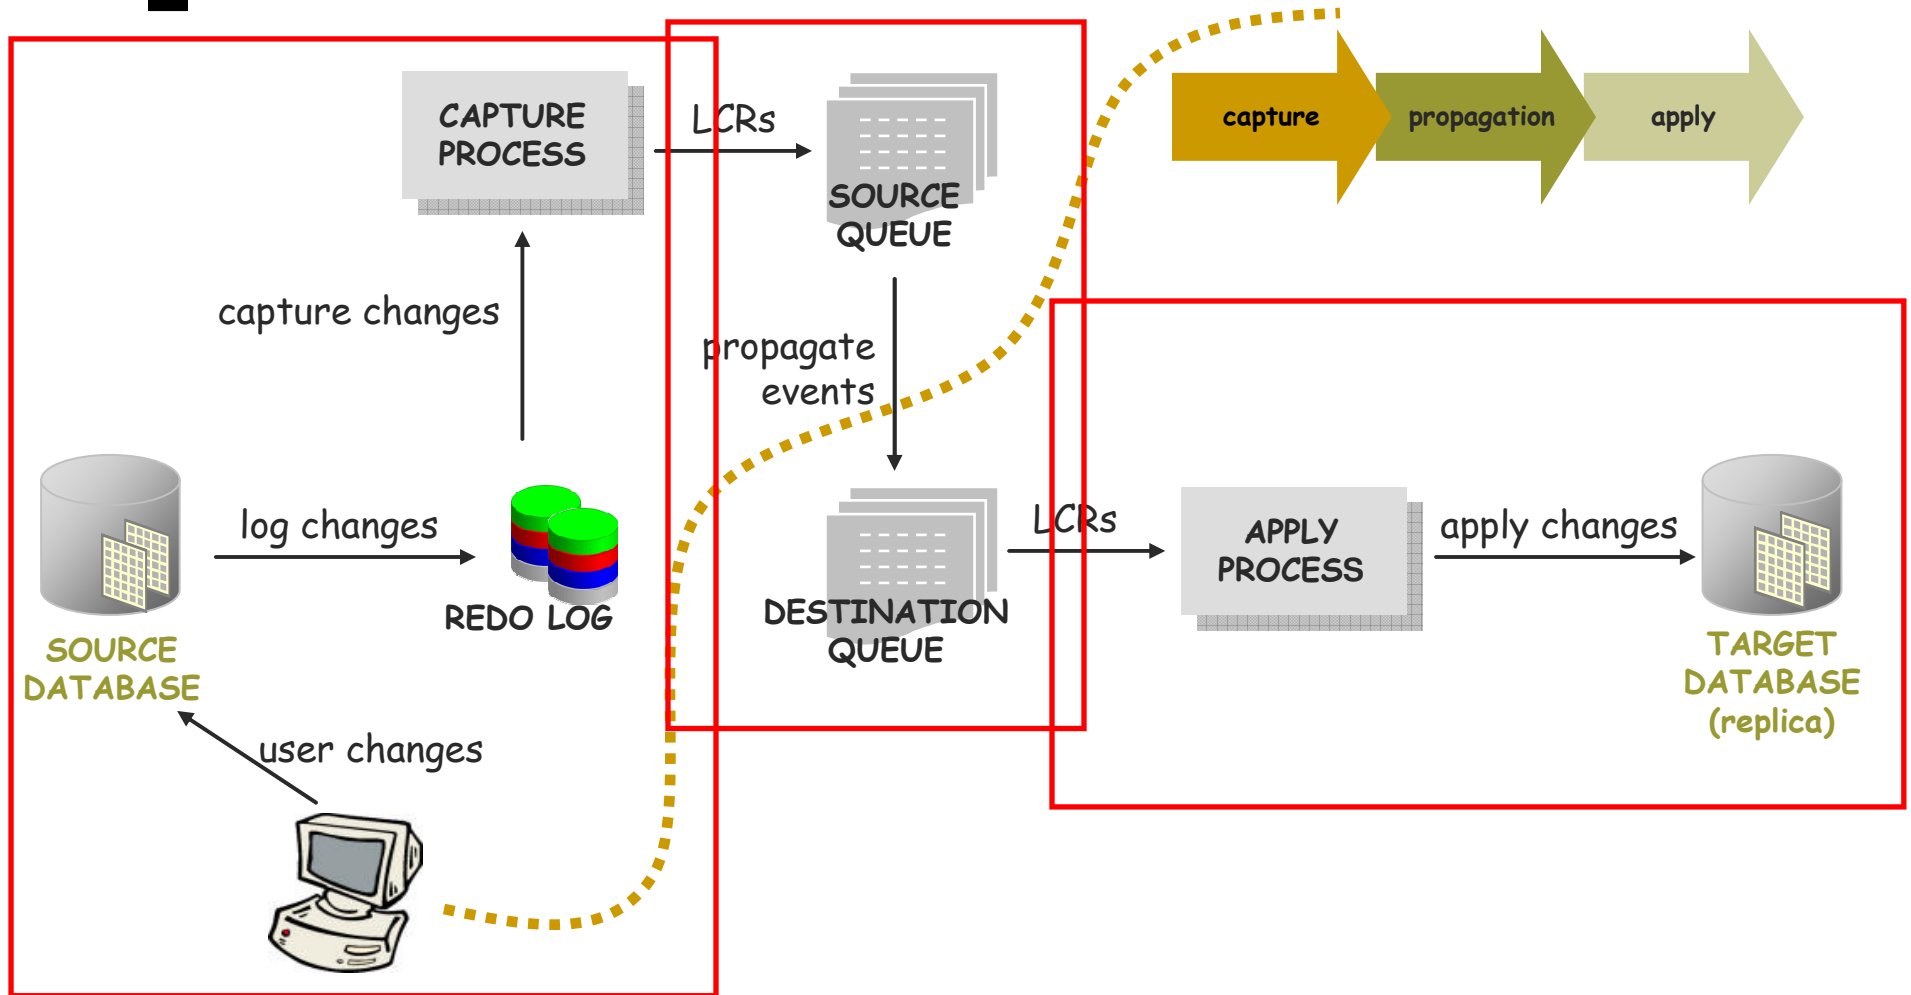 CAPTURE
PROCESS
LCRs
SOURCE
QUEUE
capture
propagation
apply
capture changes
propagate
events
log changes
REDO LOG
SOURCE
DATABASE
user changes
DESTINATION
QUEUE
LCRs
APPLY
PROCESS
apply changes
TARGET
DATABASE
(replica)